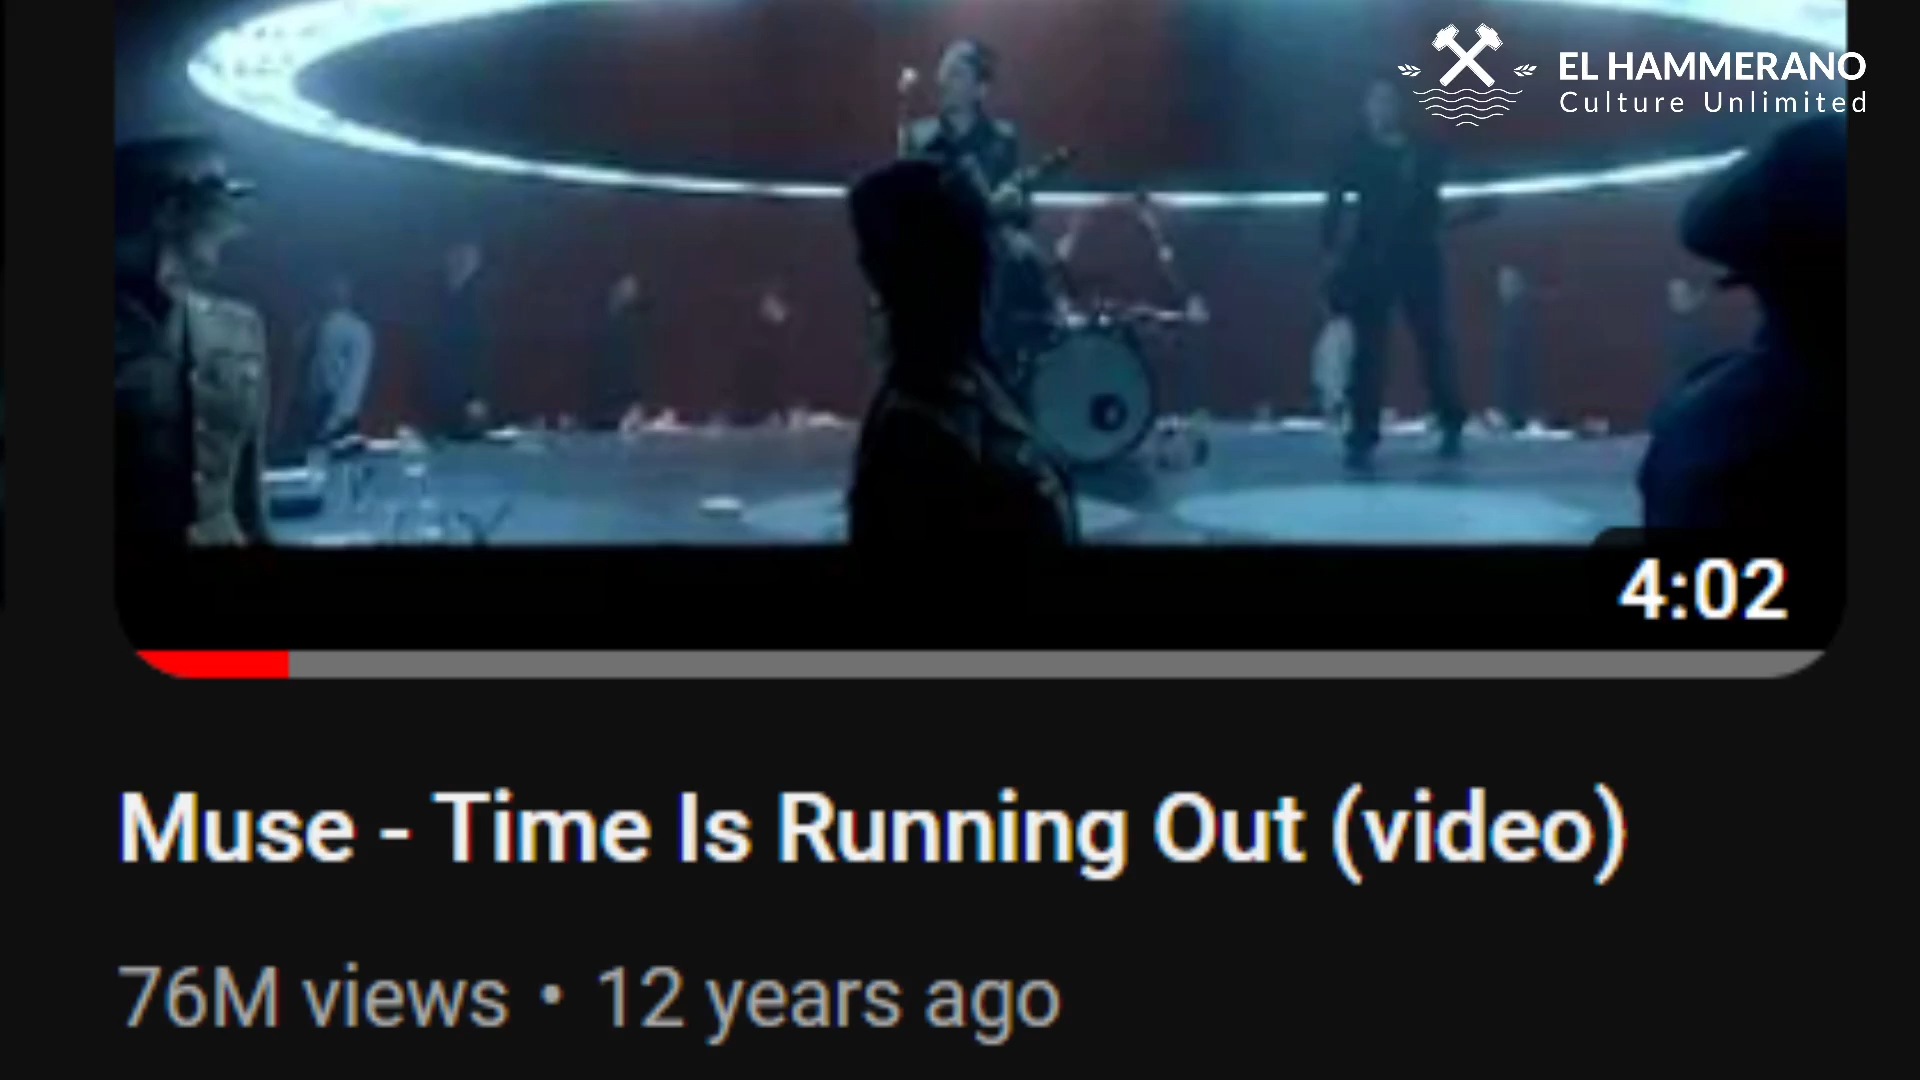 EL HAMMERANO
Culture Unlimited
4:02
Muse - Time Is Running Out (video)
76M views • 12 years ago